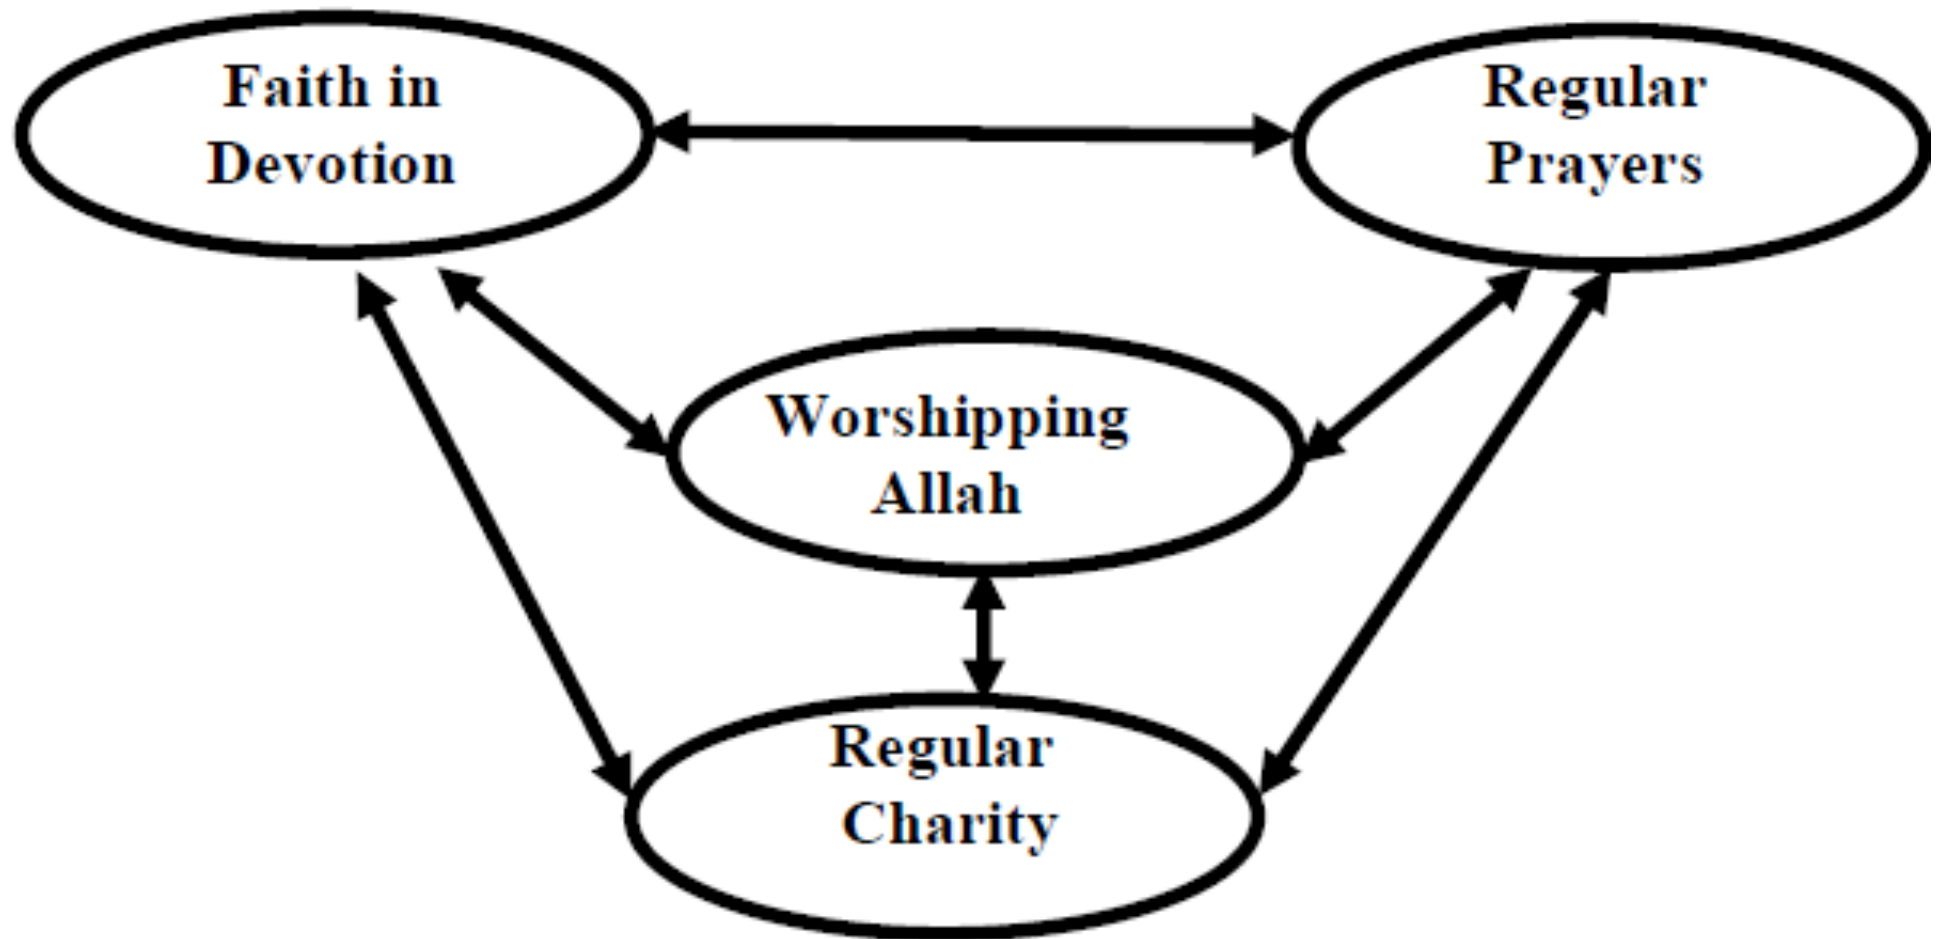 Faith in
Devotion
Regular
Prayers
Worshipping
Allah
Regular
Charity